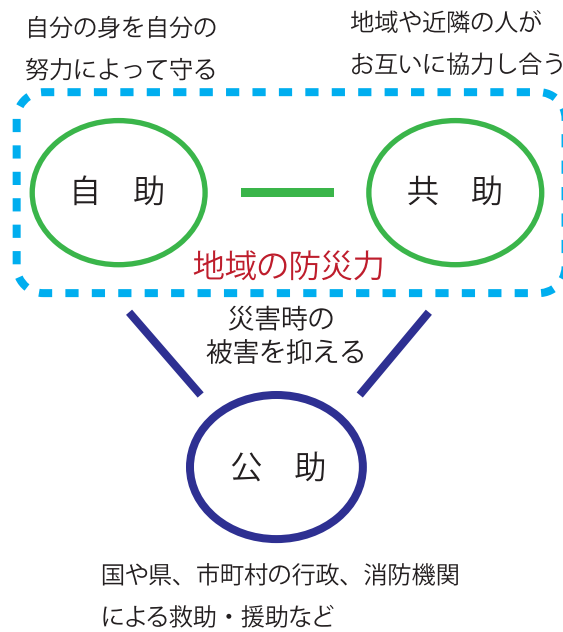 自分の身を自分の
努力によって守る
地域や近隣の人が
お互いに協力し合う
自　助
共　助
地域の防災力
災害時の
被害を抑える
公　助
国や県、市町村の行政、消防機関
による救助・援助など